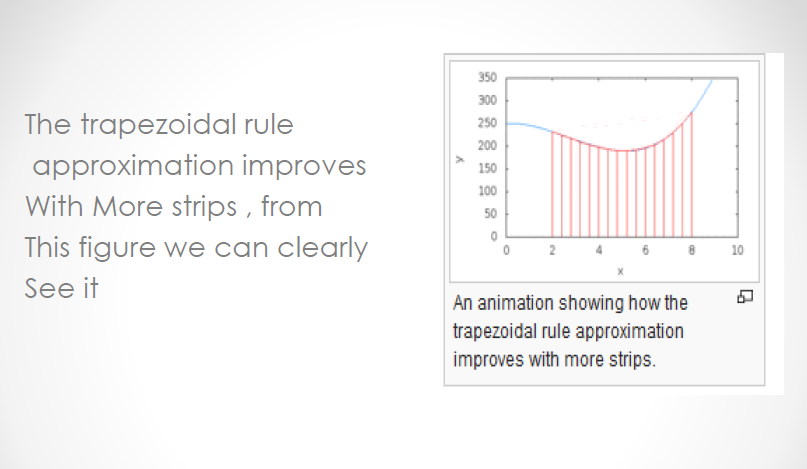 The trapezoidal rule
approximation improves
With More strips , from
This figure we can clearly
See it
350
300
250
200
150
100
50
0
y
0 2 4 6 8 10
x
An animation showing how the
trapezoidal rule approximation
improves with more strips.